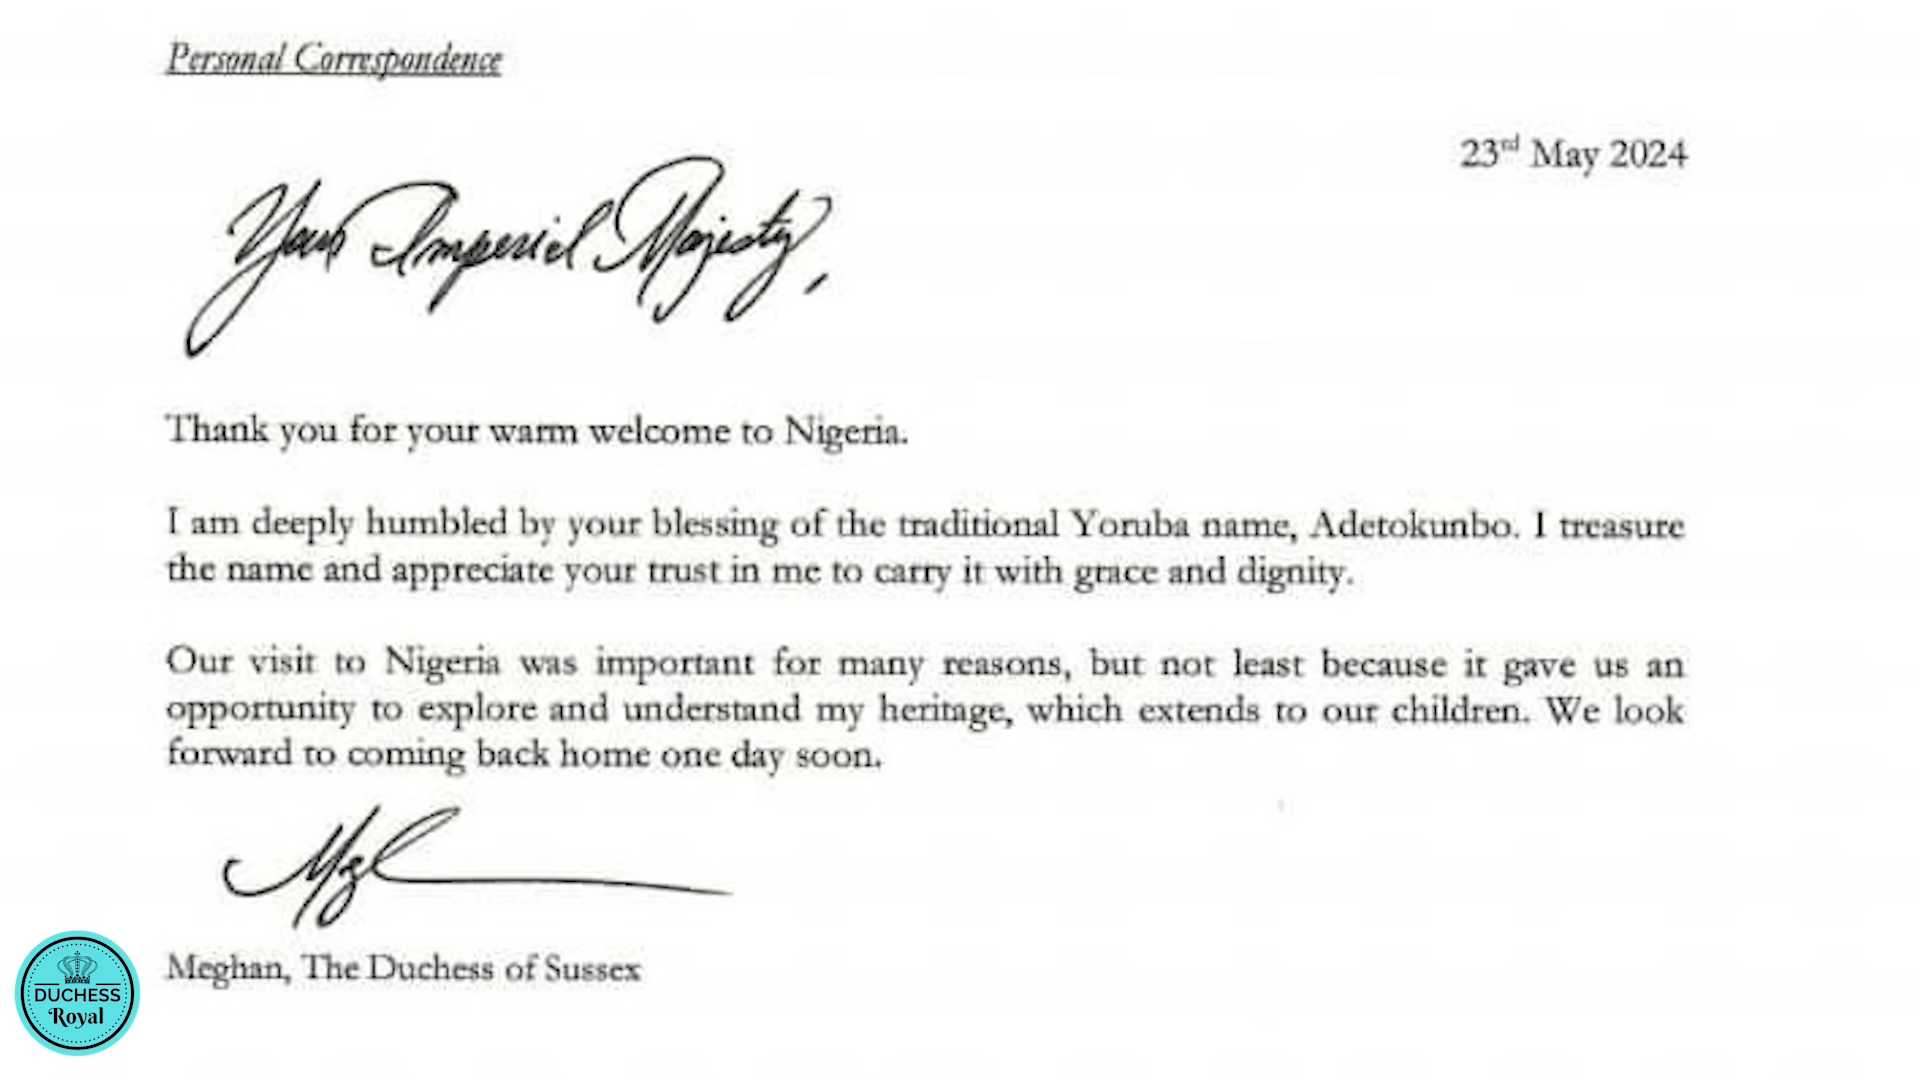 Personal Correspondence
23rd May 2024
Your Imperial Majesty,
Thank you for your warm welcome to Nigeria.
I am deeply humbled by your blessing of the traditional Yoruba name, Adetokunbo. I treasure
the name and appreciate your trust in me to carry it with grace and dignity.
Our visit to Nigeria was important for many reasons, but not least because it gave us an
opportunity to explore and understand my heritage, which extends to our children. We look
forward to coming back home one day soon.
Meghan, The Duchess of Sussex
DUCHESS
Royal